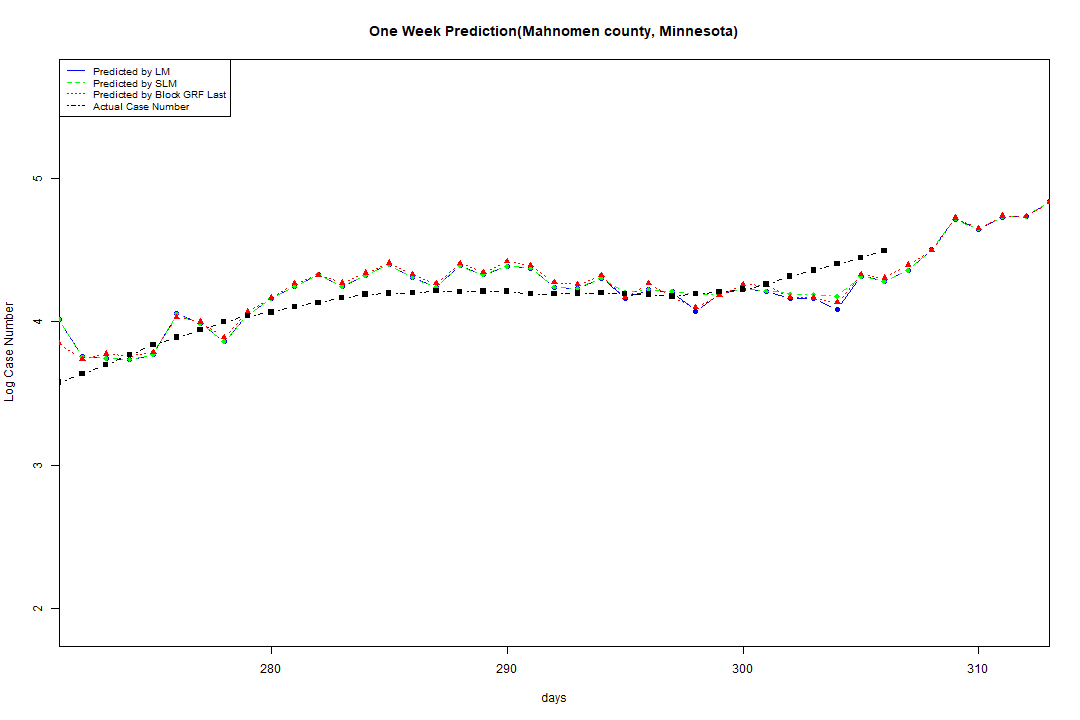 One Week Prediction(Mahnomen county, Minnesota)
Predicted by LM
Predicted by SLM
Predicted by Block GRF Last
Actual Case Number
5
4
3
2
Log Case Number
280 290 300 310
days